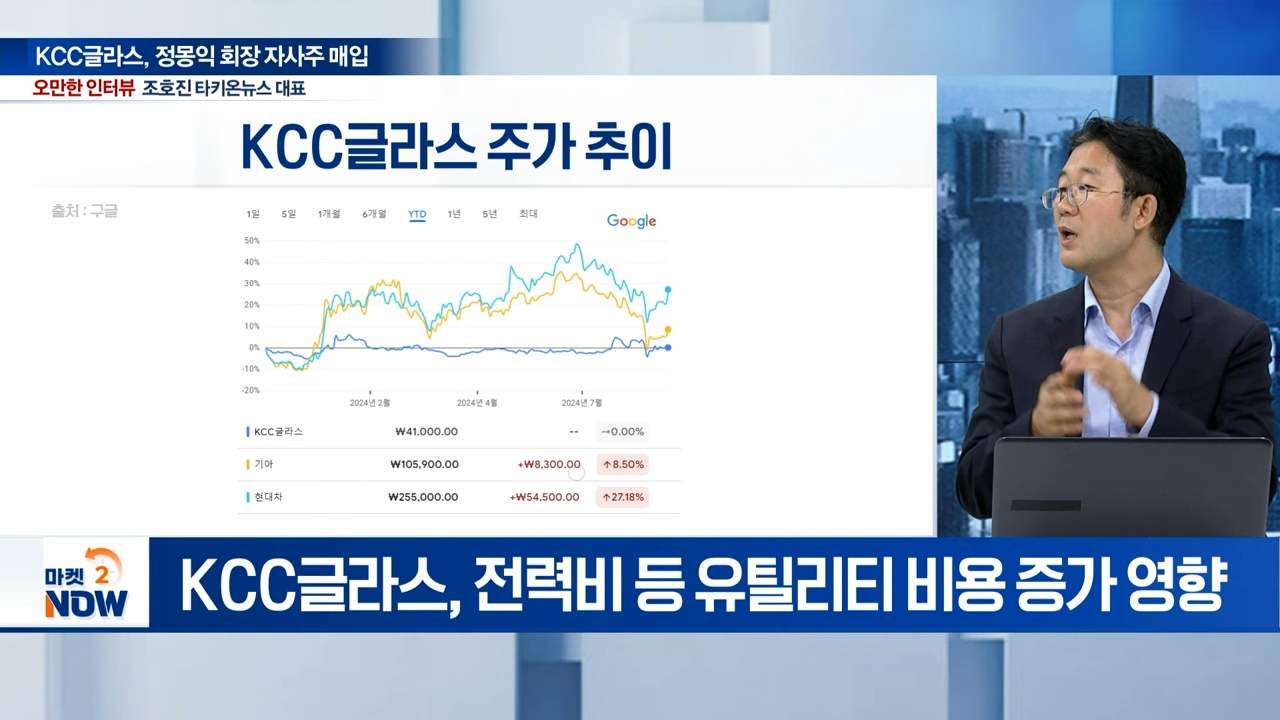 KCC글라스, 정몽익 회장 자사주 매입
오만한 인터뷰 조호진 타키온뉴스 대표
KCC글라스 주가 추이
출처 : 구글
1일 5일 1개월 6개월 YTD 1년 5년 최대
Google
50%
40%
30%
20%
10%
0%
-10%
-20%
2024년 2월 2024년 4월 2024년 7월
KCC글라스 ₩41,000.00 -- →0.00%
기아 ₩105,900.00 +₩8,300.00 ↑8.50%
현대차 ₩255,000.00 +₩54,500.00 ↑27.18%
마켓 2
NOW
KCC글라스, 전력비 등 유틸리티 비용 증가 영향